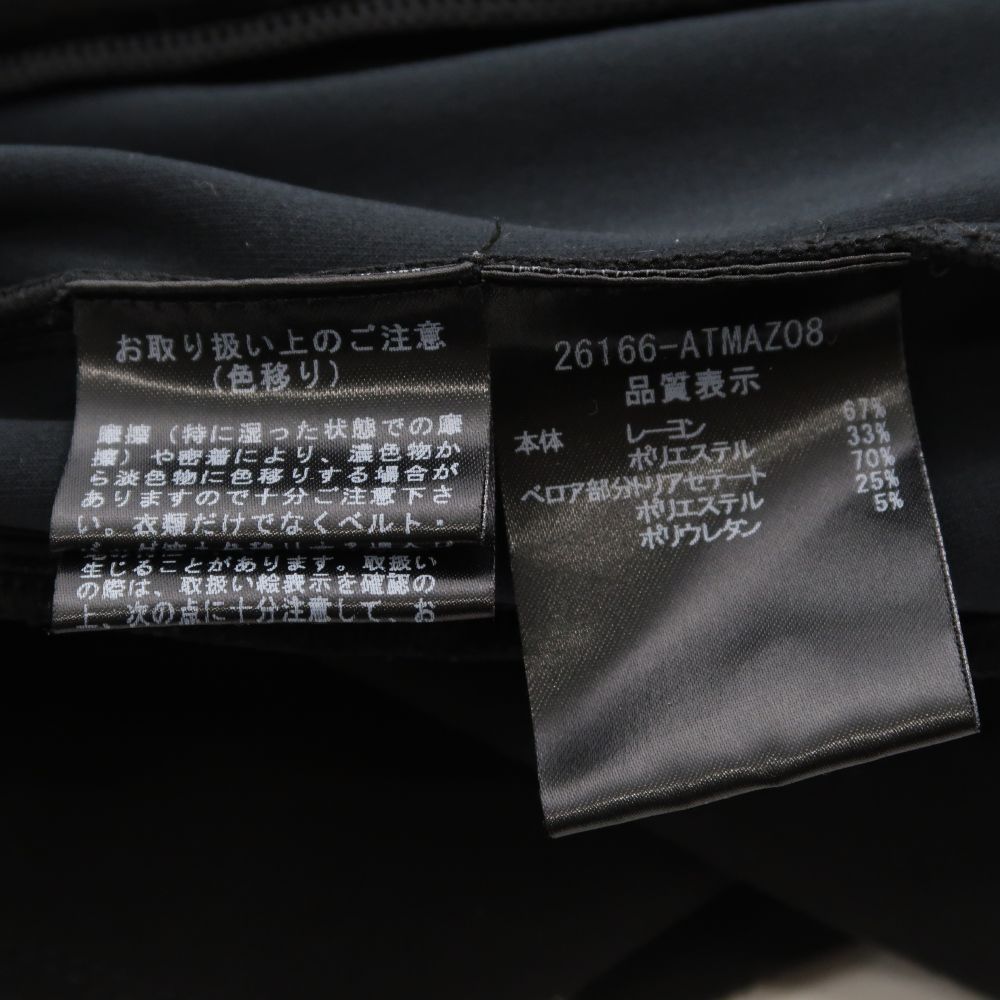 お取り扱い上のご注意
(色移り)
摩擦(特に湿った状態での摩
擦)や密着により、濃色物か
ら淡色物に色移りする場合が
ありますので十分ご注意下さ
い。衣類だけでなくベルト・
生じることがあります。取扱い
の際は、取扱い絵表示を確認の
上、次の点に十分注意して、お
26166-ATMAZ08
品質表示
本体 レーヨン 67%
ポリエステル 33%
ベロア部分トリアセテート 70%
ポリエステル 25%
ポリウレタン 5%